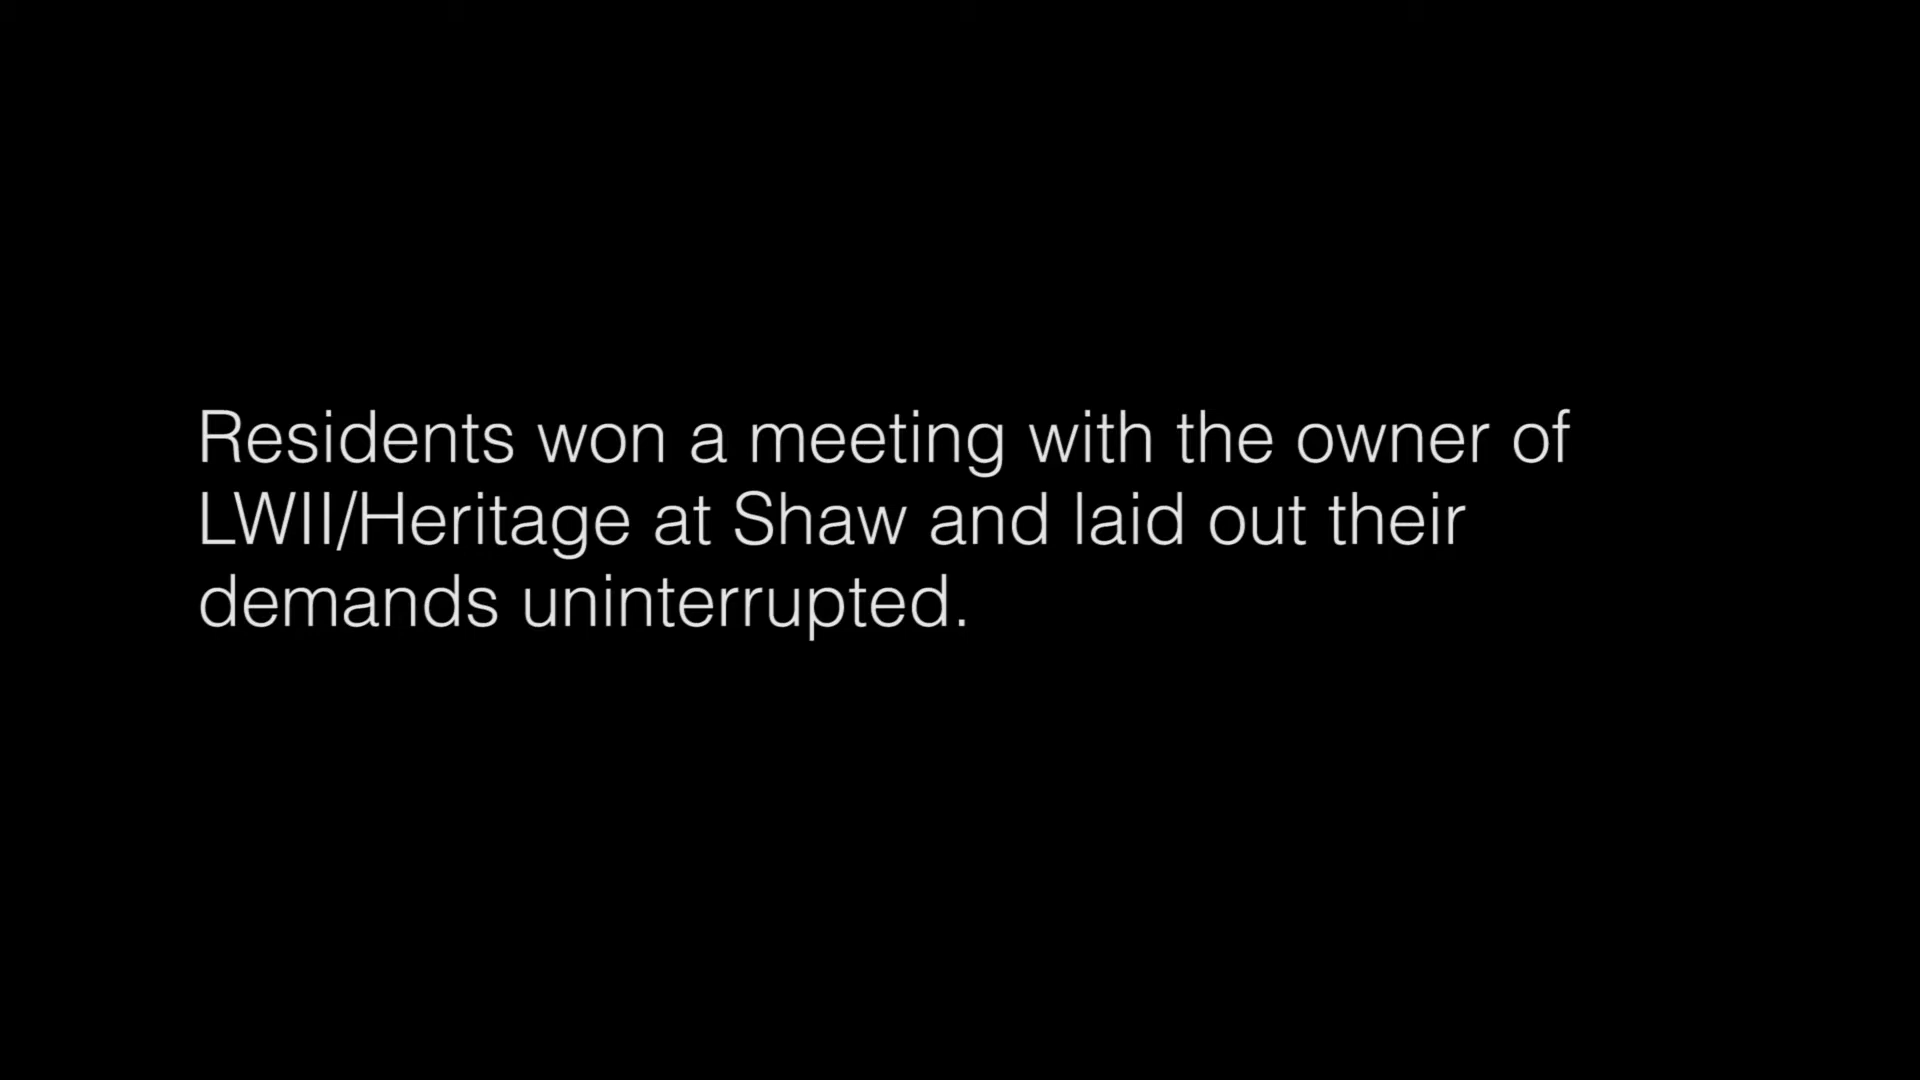 Residents won a meeting with the owner of
LWII/Heritage at Shaw and laid out their
demands uninterrupted.